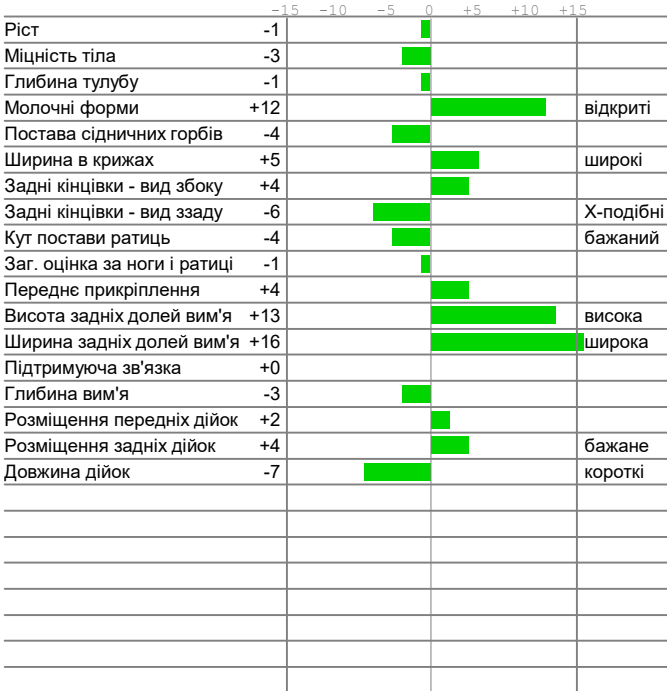 -15 -10 -5 0 +5 +10 +15
Ріст -1
Міцність тіла -3
Глибина тулубу -1
Молочні форми +12 відкриті
Постава сідничних горбів -4
Ширина в крижах +5 широкі
Задні кінцівки - вид збоку +4
Задні кінцівки - вид ззаду -6 Х-подібні
Кут постави ратиць -4 бажаний
Заг. оцінка за ноги і ратиці -1
Переднє прикріплення +4
Висота задніх долей вим'я +13 висока
Ширина задніх долей вим'я +16 широка
Підтримуюча зв'язка +0
Глибина вим'я -3
Розміщення передніх дійок +2
Розміщення задніх дійок +4 бажане
Довжина дійок -7 короткі